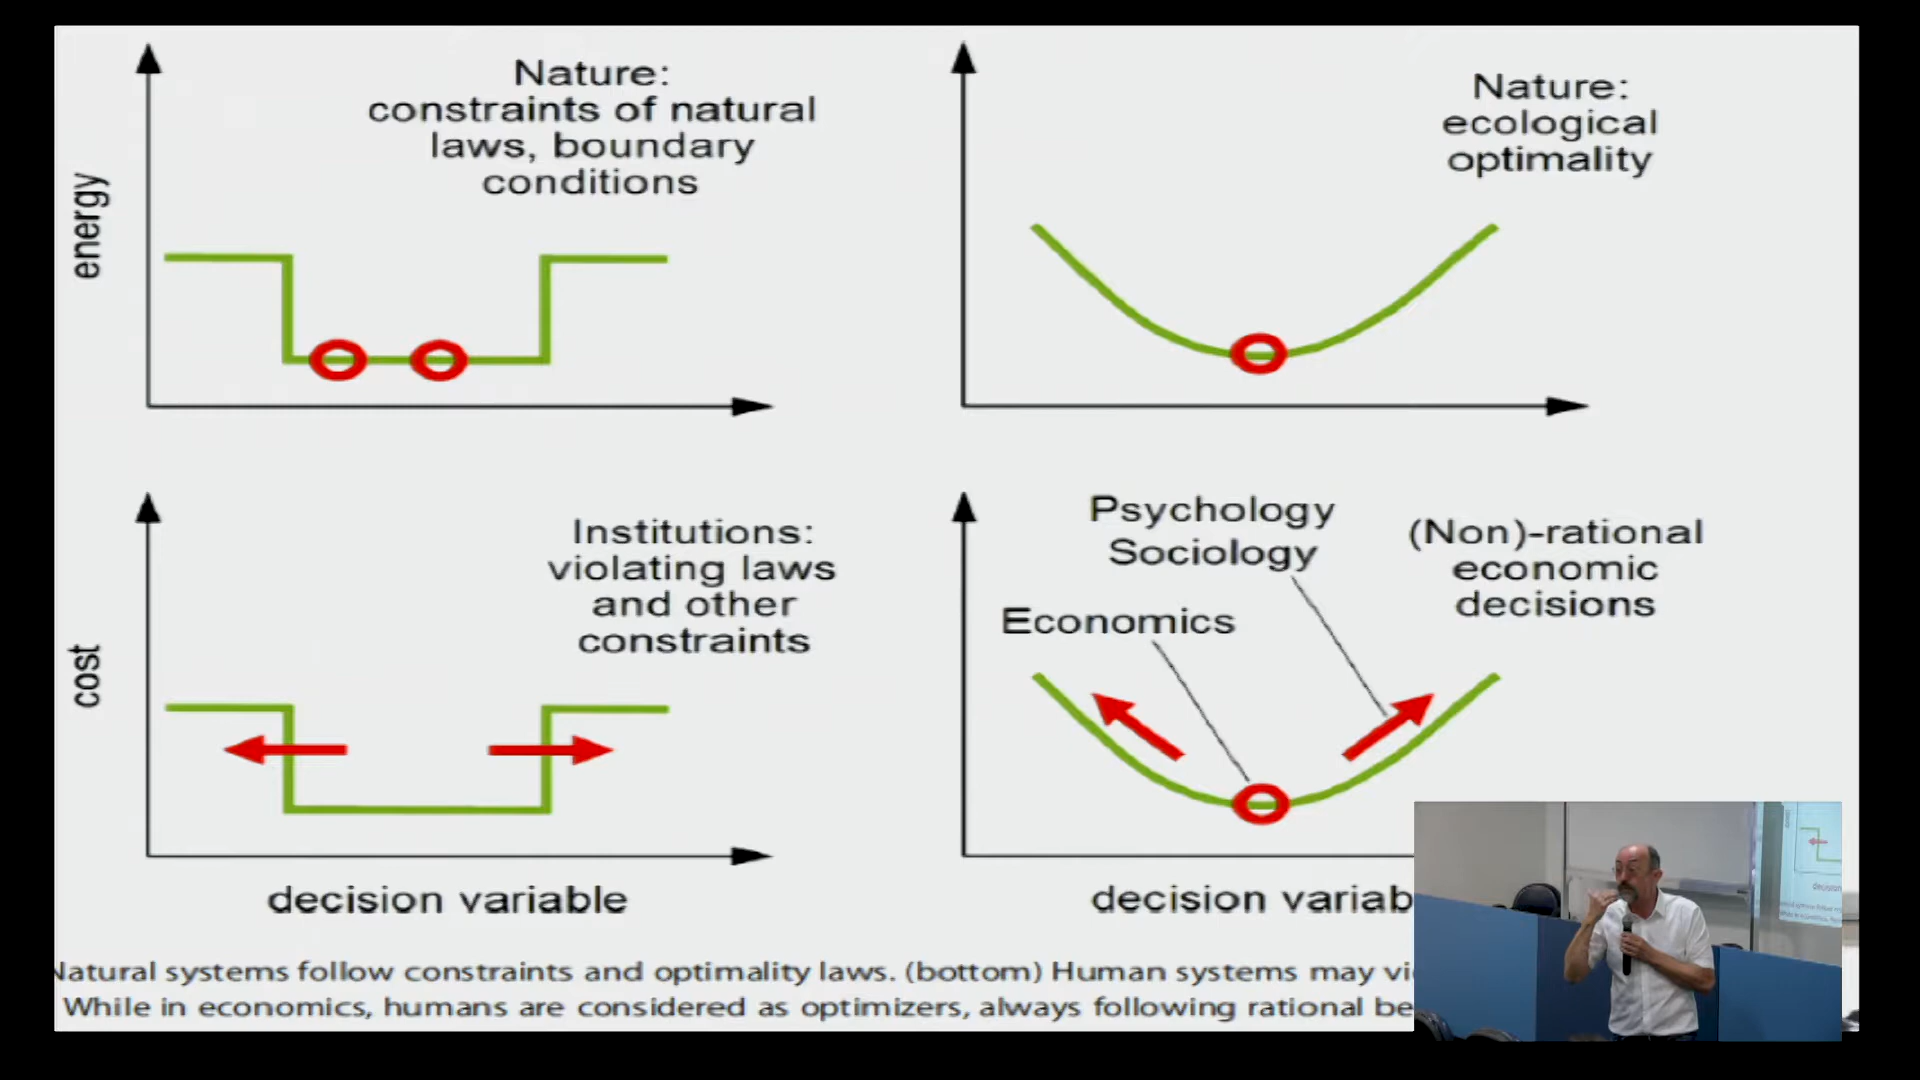 Nature:
constraints of natural
laws, boundary
conditions
energy
Nature:
ecological
optimality
Institutions:
violating laws
and other
constraints
cost
decision variable
Psychology
Sociology
Economics
(Non)-rational
economic
decisions
decision variab
Natural systems follow constraints and optimality laws. (bottom) Human systems may vi
While in economics, humans are considered as optimizers, always following rational be